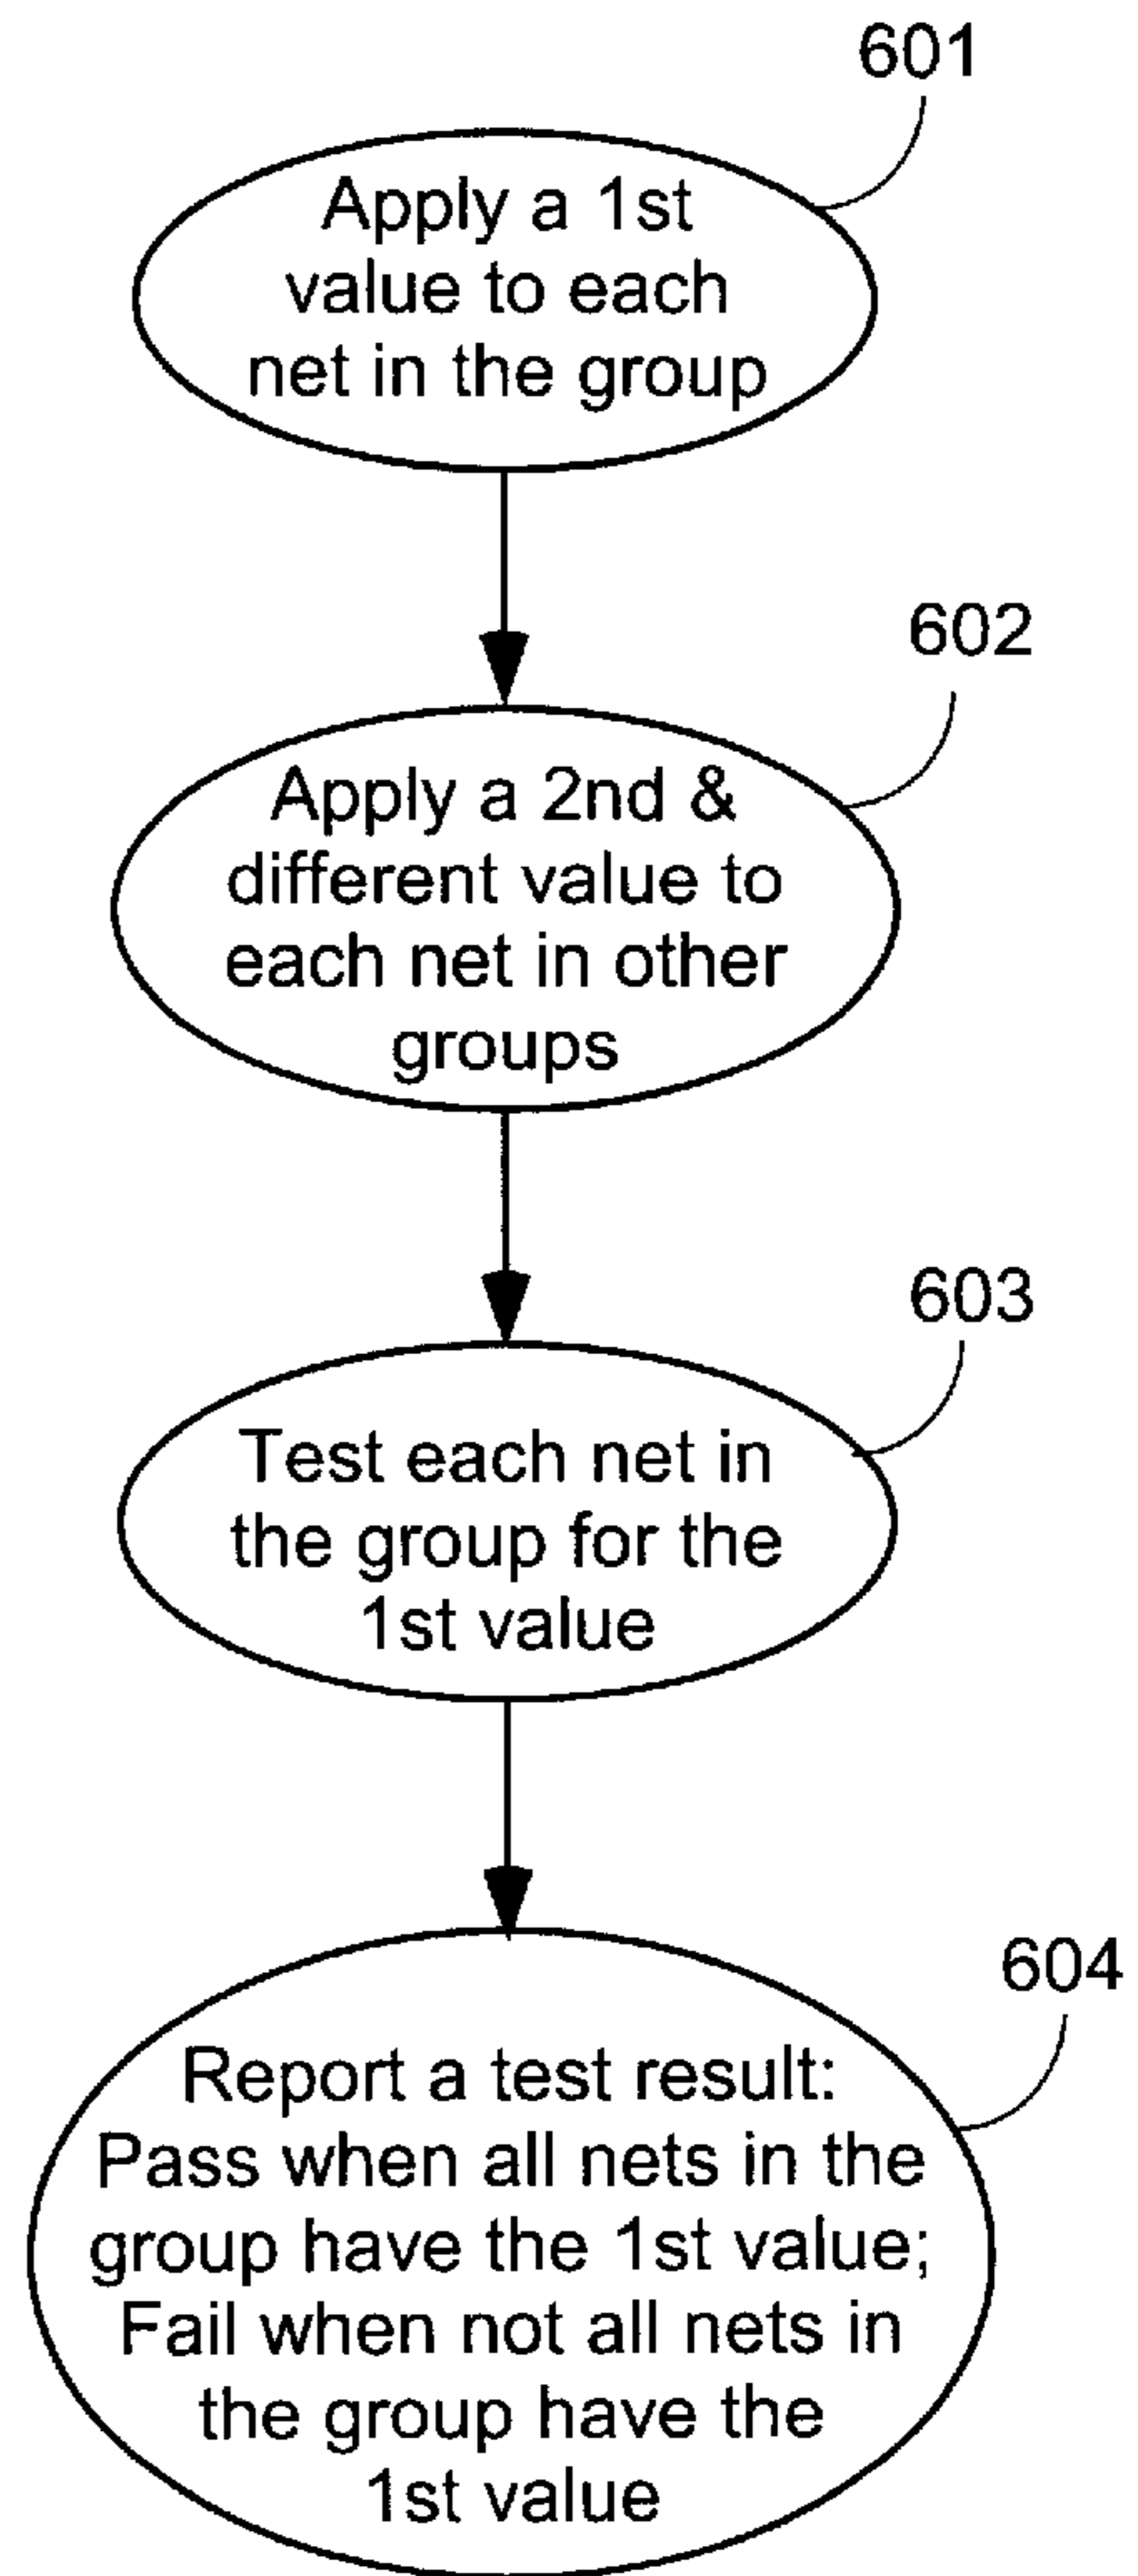 601
Apply a 1st
value to each
net in the group
602
Apply a 2nd &
different value to
each net in other
groups
603
Test each net in
the group for the
1st value
604
Report a test result:
Pass when all nets in the
group have the 1st value;
Fail when not all nets in
the group have the
1st value